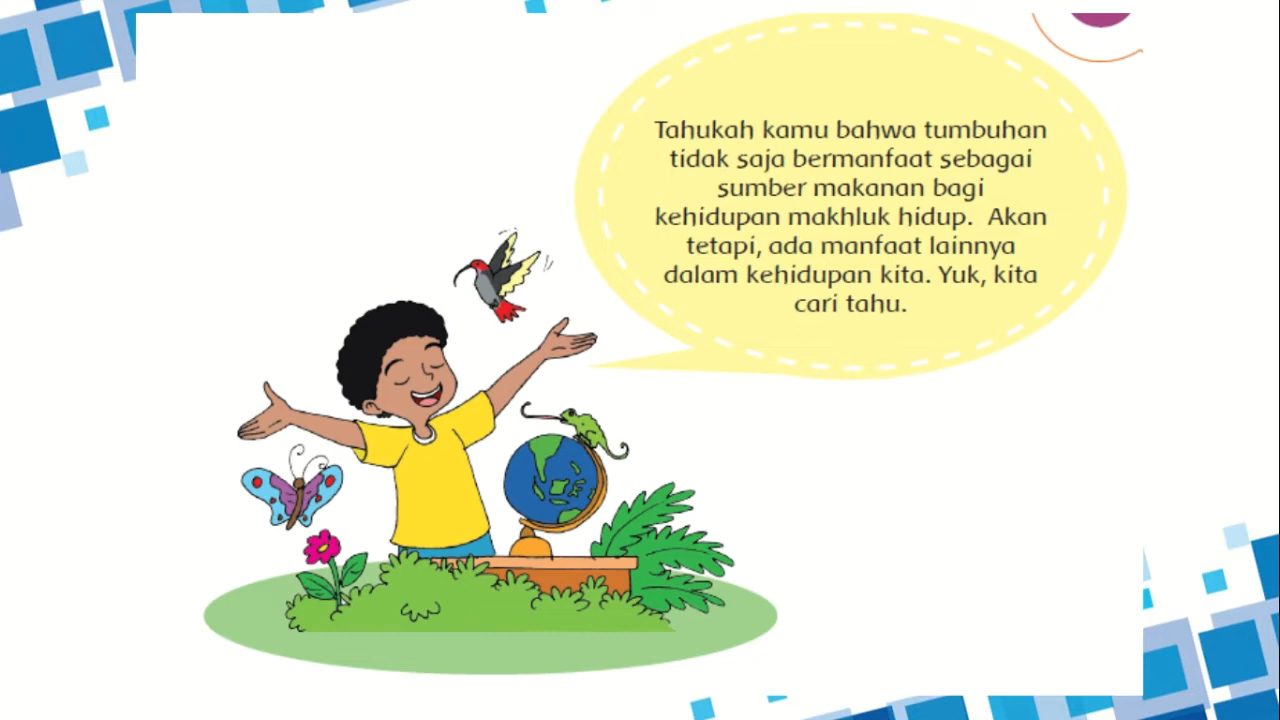 Tahukah kamu bahwa tumbuhan
tidak saja bermanfaat sebagai
sumber makanan bagi
kehidupan makhluk hidup.  Akan
tetapi, ada manfaat lainnya
dalam kehidupan kita. Yuk, kita
cari tahu.